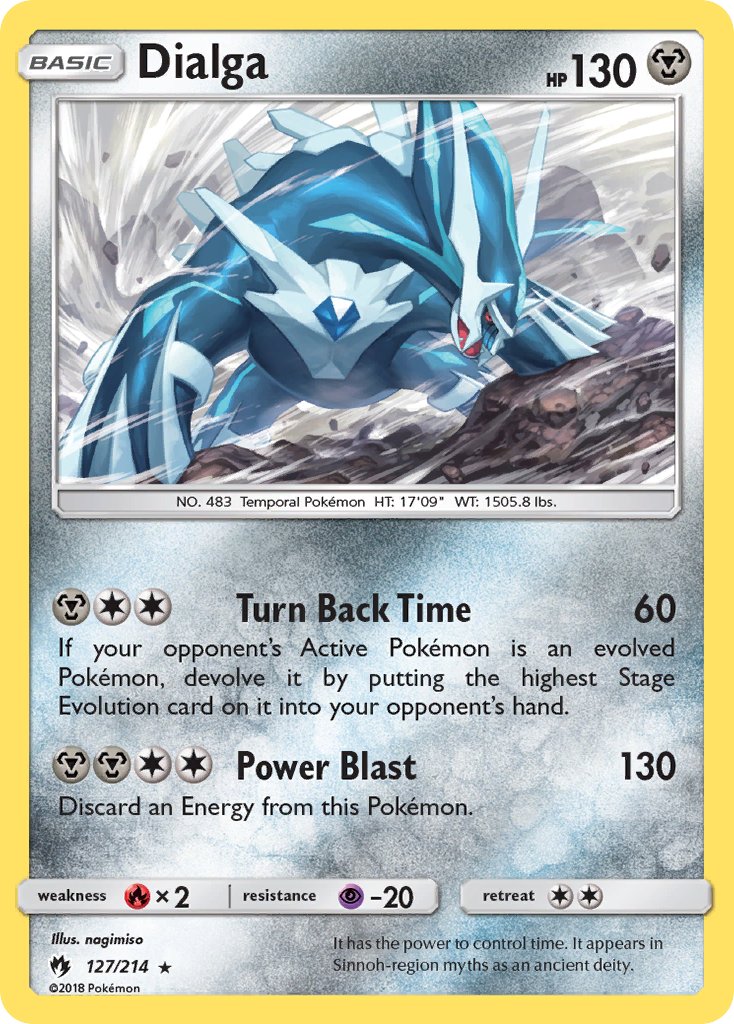 BASIC Dialga HP 130
NO. 483 Temporal Pokémon HT: 17'09" WT: 1505.8 lbs.
Turn Back Time 60
If your opponent's Active Pokémon is an evolved
Pokémon, devolve it by putting the highest Stage
Evolution card on it into your opponent's hand.
Power Blast 130
Discard an Energy from this Pokémon.
weakness ×2 resistance -20 retreat
Illus. nagimiso
127/214 ★
©2018 Pokémon
It has the power to control time. It appears in
Sinnoh-region myths as an ancient deity.